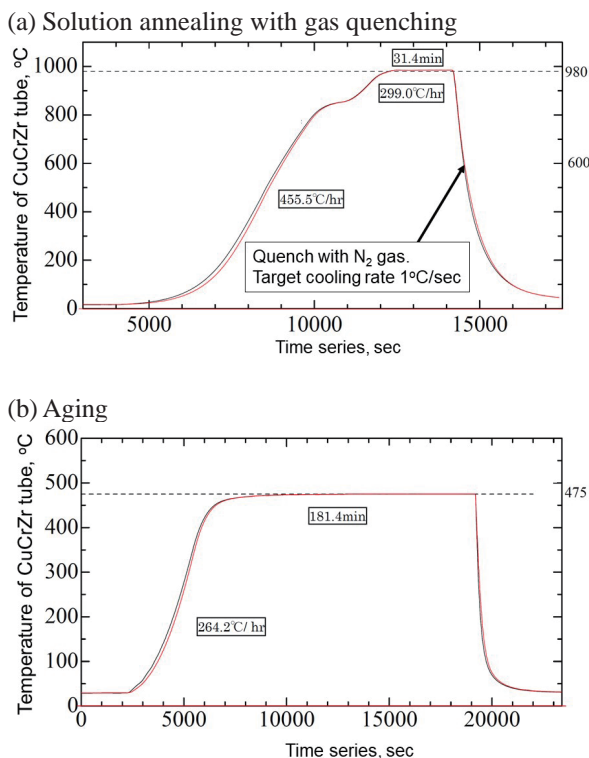 (a) Solution annealing with gas quenching
Temperature of CuCrZr tube, ºC
1000
800
600
400
200
0
31.4min
299.0℃/hr
455.5℃/hr
980
600
Quench with N₂ gas.
Target cooling rate 1ºC/sec
5000 10000 15000
Time series, sec
(b) Aging
Temperature of CuCrZr tube, ºC
600
500
400
300
200
100
0
475
181.4min
264.2℃/ hr
0 5000 10000 15000 20000
Time series, sec